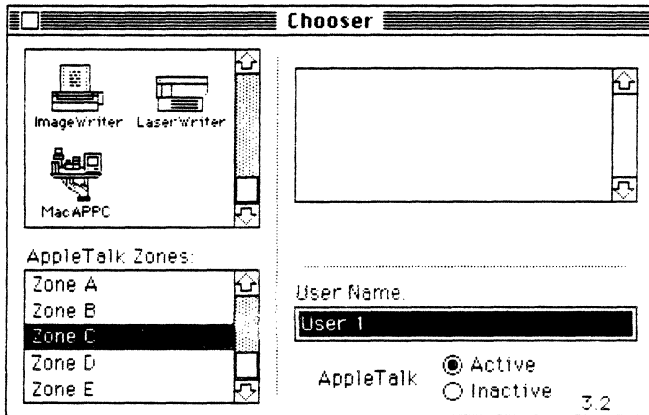 Chooser
ImageWriter LaserWriter
MacAPPC
AppleTalk Zones:
Zone A
Zone B
Zone C
Zone D
Zone E
User Name:
User 1
AppleTalk
Active
Inactive
3.2